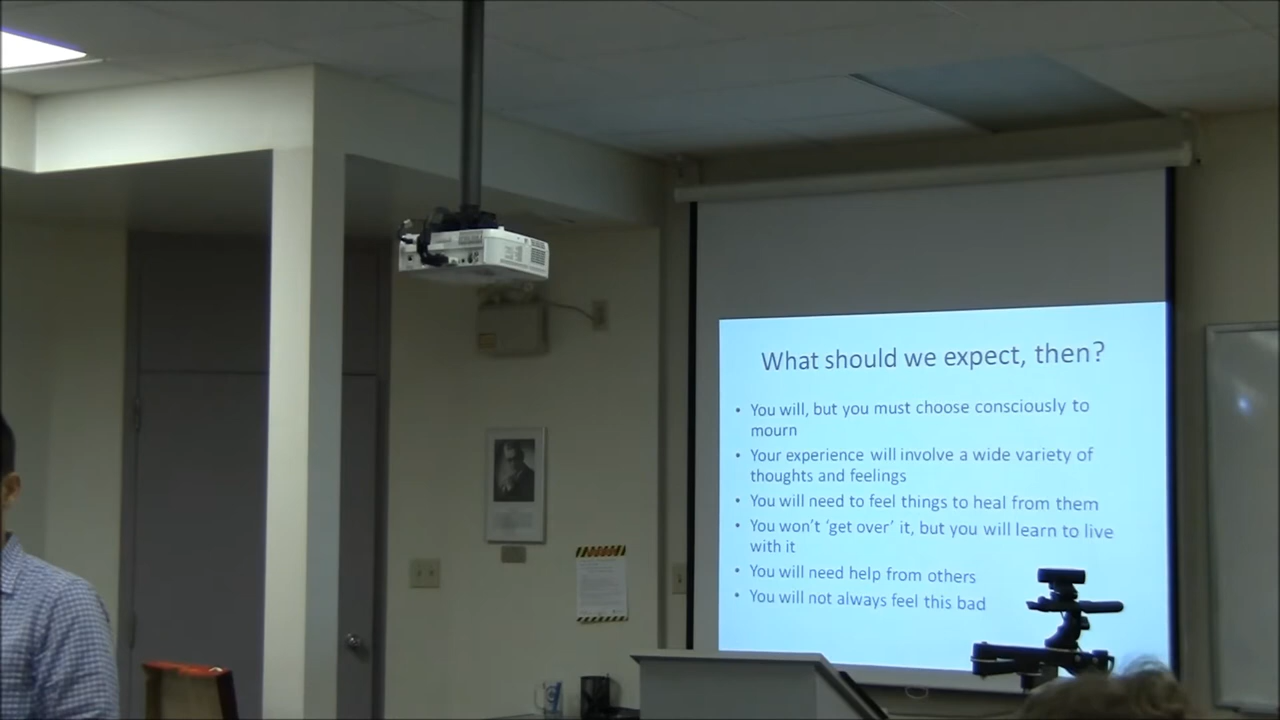 What should we expect, then?
• You will, but you must choose consciously to
mourn
• Your experience will involve a wide variety of
thoughts and feelings
• You will need to feel things to heal from them
• You won't 'get over' it, but you will learn to live
with it
• You will need help from others
• You will not always feel this bad